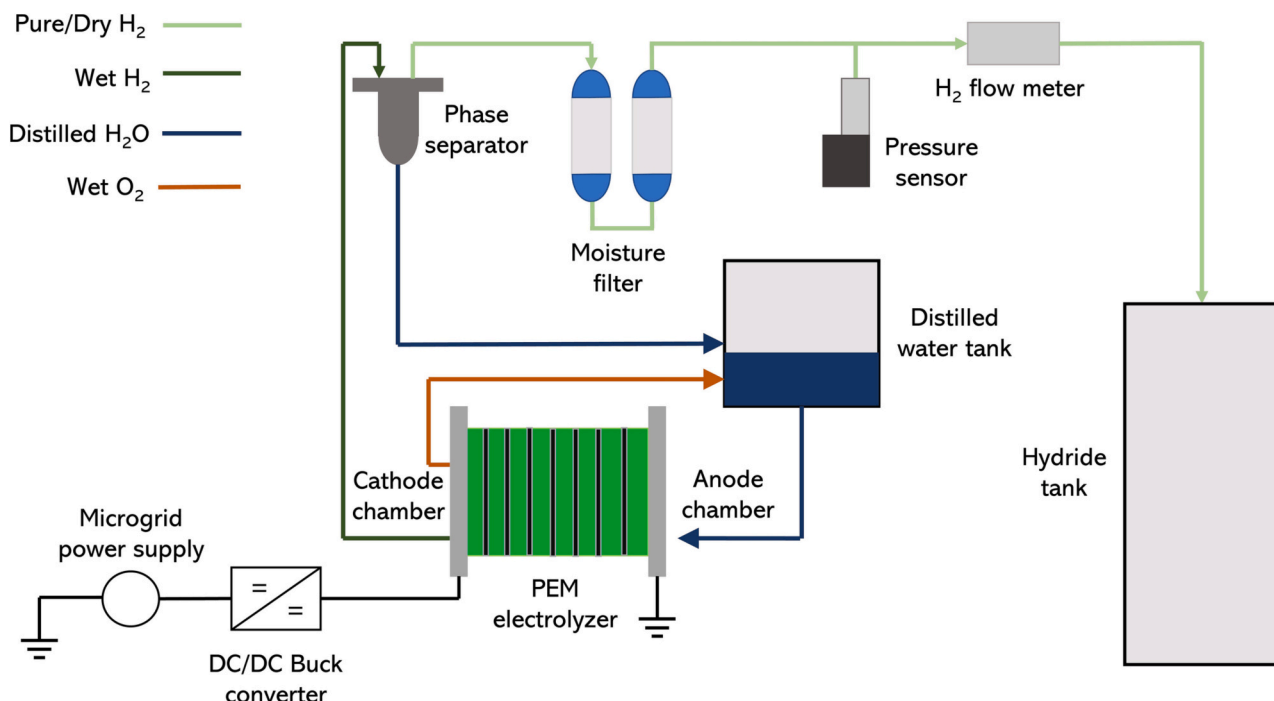 Pure/Dry H₂
Wet H₂
Distilled H₂O
Wet O₂
Phase
separator
Moisture
filter
Pressure
sensor
H₂ flow meter
Distilled
water tank
Hydride
tank
Cathode
chamber
Anode
chamber
PEM
electrolyzer
Microgrid
power supply
=
=
DC/DC Buck
converter